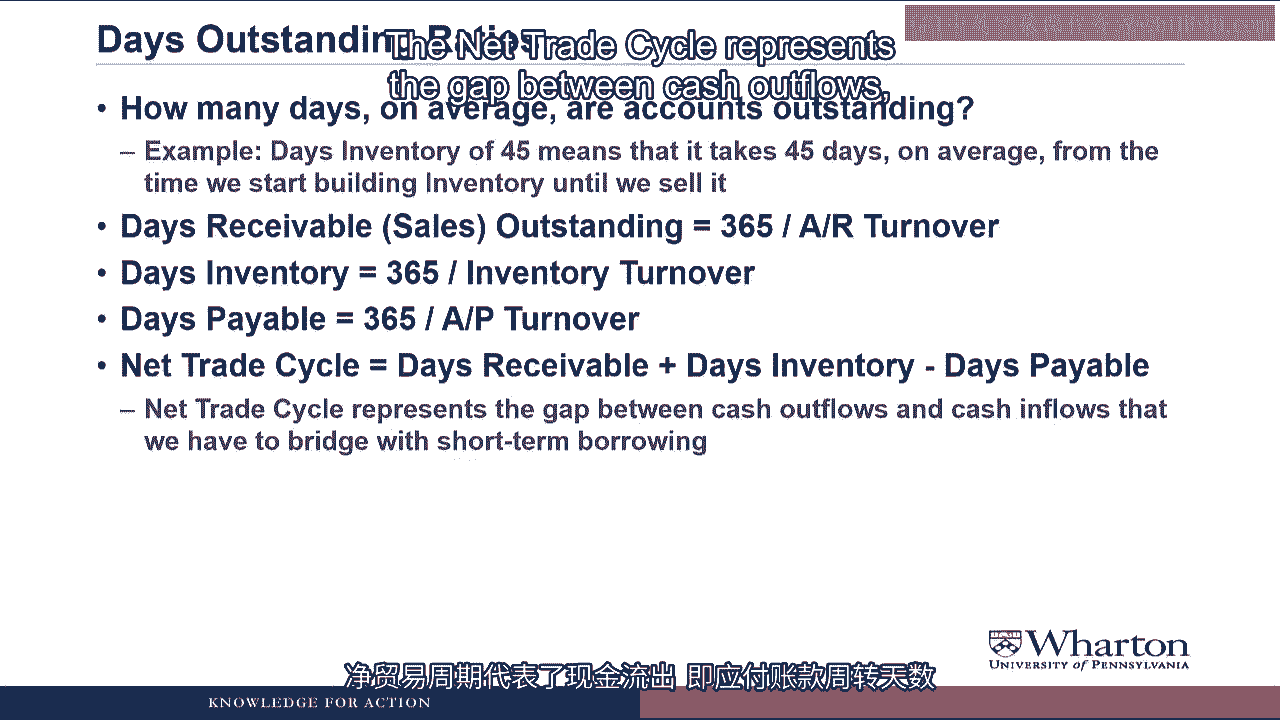 Days Outstanding Ratios
The Net Trade Cycle represents
the gap between cash outflows,
• How many days, on average, are accounts outstanding?
– Example: Days Inventory of 45 means that it takes 45 days, on average, from the
time we start building Inventory until we sell it
• Days Receivable (Sales) Outstanding = 365 / A/R Turnover
• Days Inventory = 365 / Inventory Turnover
• Days Payable = 365 / A/P Turnover
• Net Trade Cycle = Days Receivable + Days Inventory - Days Payable
– Net Trade Cycle represents the gap between cash outflows and cash inflows that
we have to bridge with short-term borrowing
Wharton
UNIVERSITY of PENNSYLVANIA
净贸易周期代表了现金流出 即应付账款周转天数
KNOWLEDGE FOR ACTION